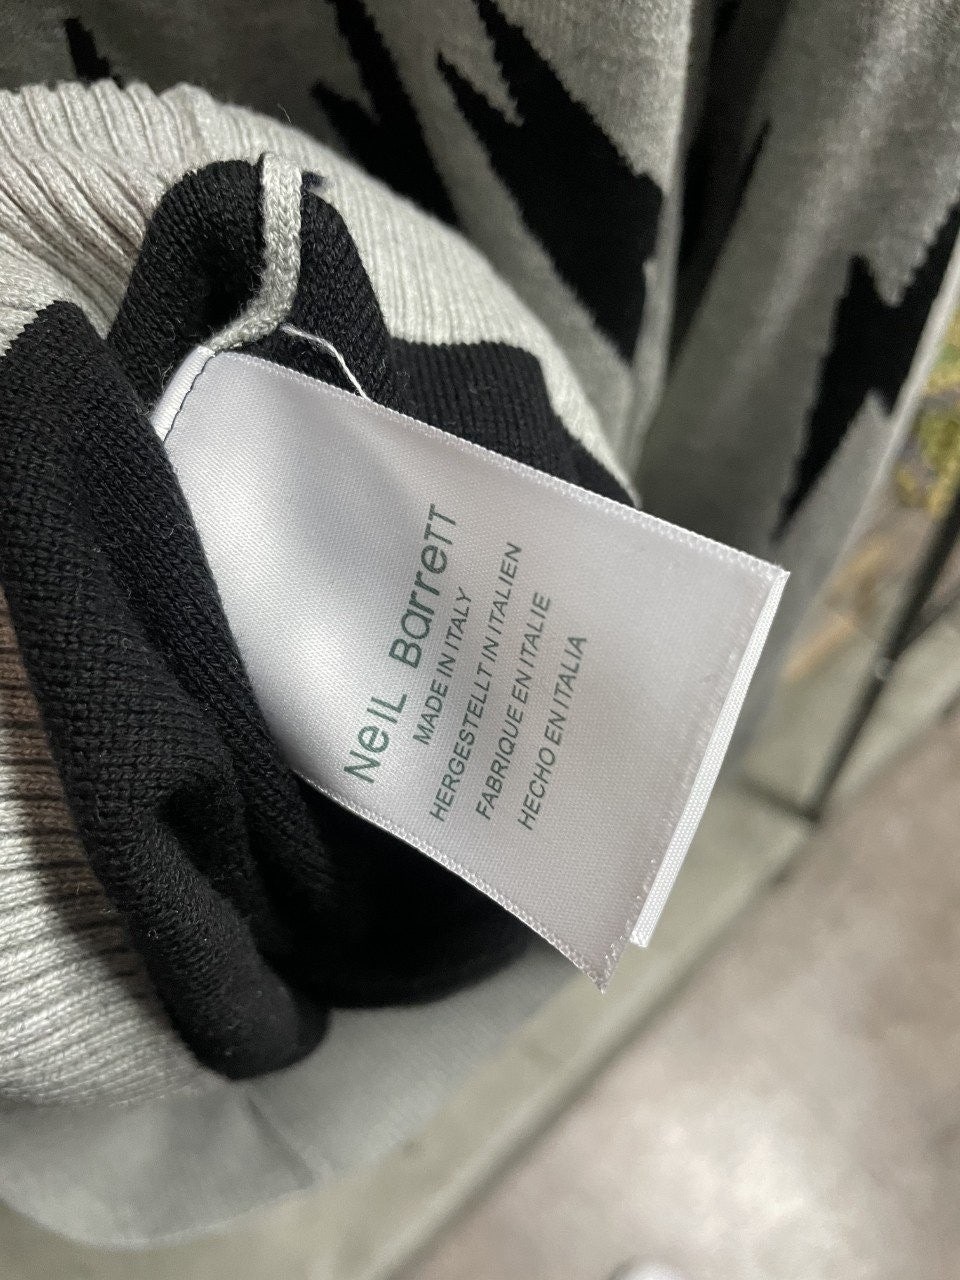 NeIL BarreTT
MADE IN ITALY
HERGESTELLT IN ITALIEN
FABRIQUE EN ITALIE
HECHO EN ITALIA